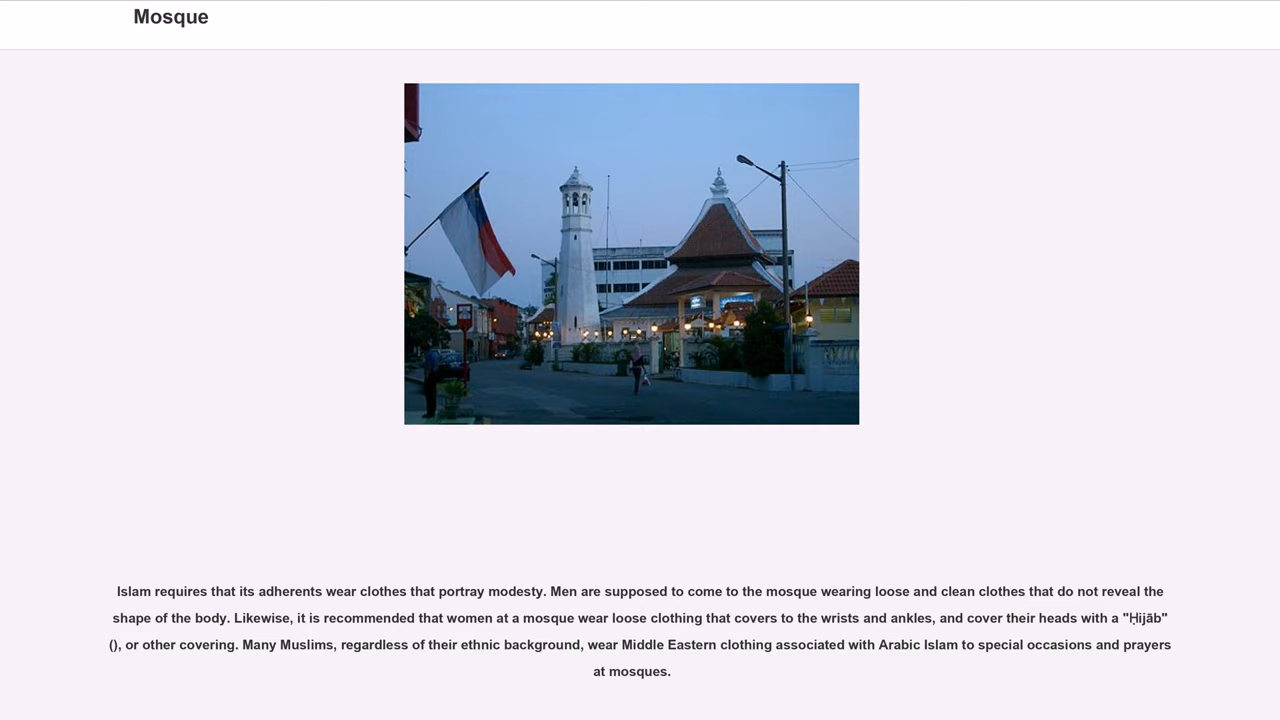 Mosque
Islam requires that its adherents wear clothes that portray modesty. Men are supposed to come to the mosque wearing loose and clean clothes that do not reveal the
shape of the body. Likewise, it is recommended that women at a mosque wear loose clothing that covers to the wrists and ankles, and cover their heads with a "Ḥijāb"
(), or other covering. Many Muslims, regardless of their ethnic background, wear Middle Eastern clothing associated with Arabic Islam to special occasions and prayers
at mosques.